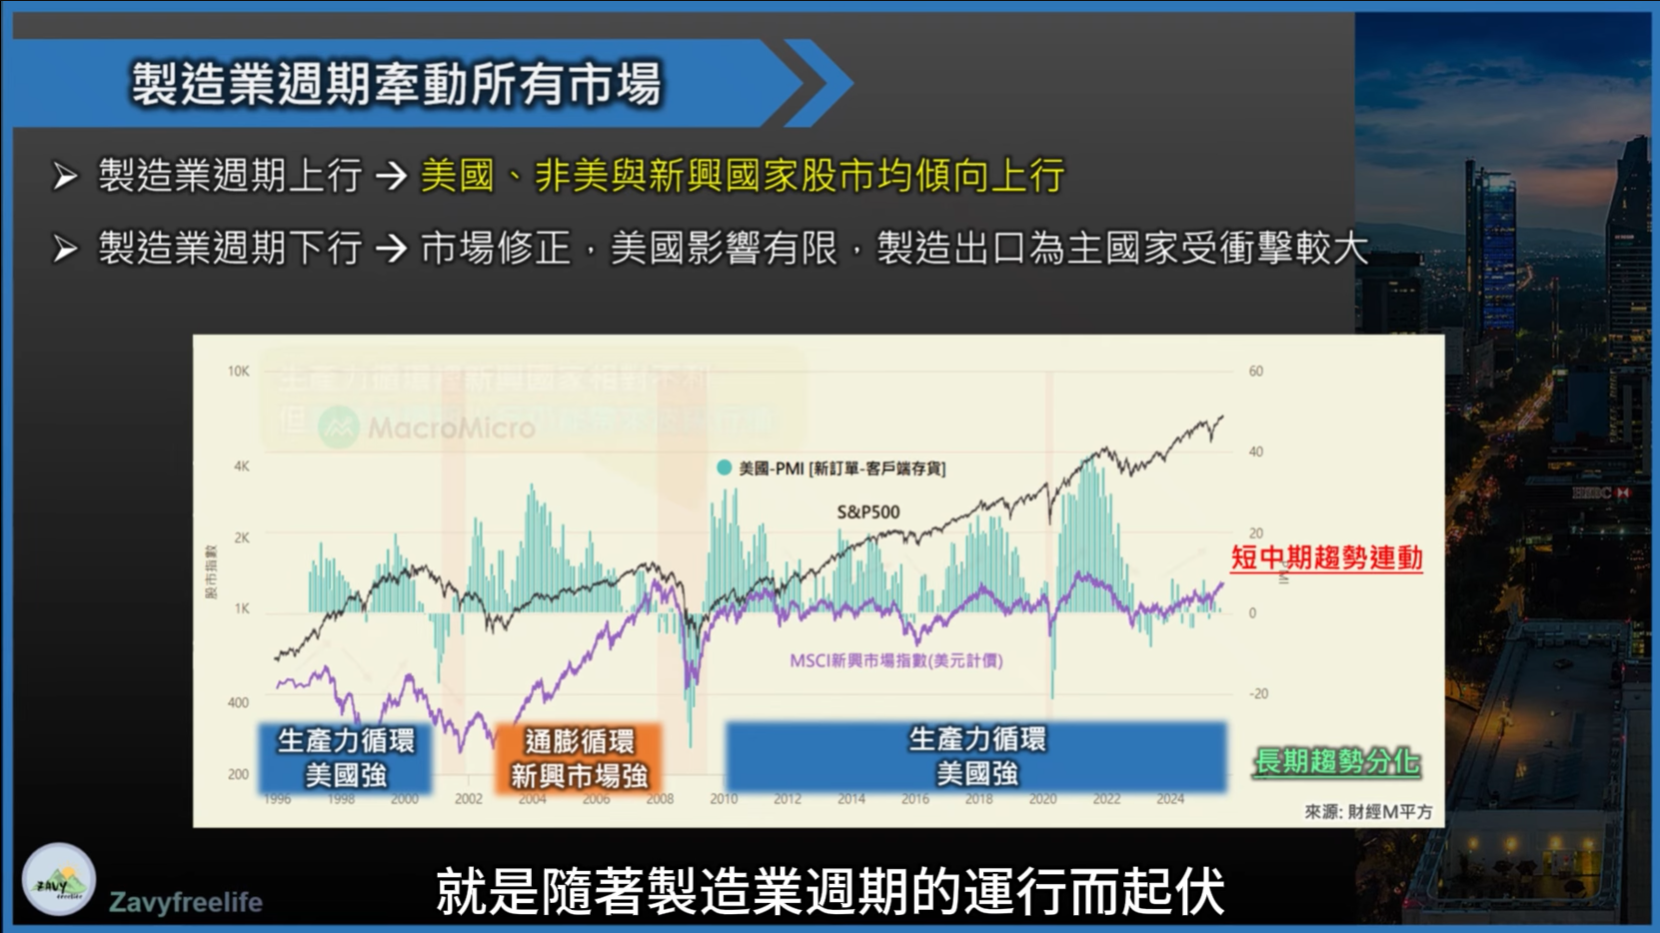 製造業週期牽動所有市場
➢ 製造業週期上行 → 美國、非美與新興國家股市均傾向上行
➢ 製造業週期下行 → 市場修正，美國影響有限，製造出口為主國家受衝擊較大
生產力循環
10K
60
MacroMicro
4K
40
美國-PMI [新訂單-客戶端存貨]
S&P500
2K
20
股市指數
短中期趨勢連動
1K
0
MSCI新興市場指數(美元計價)
400
-20
生產力循環
美國強
通膨循環
新興市場強
生產力循環
美國強
長期趨勢分化
200
1996 1998 2000 2002 2004 2006 2008 2010 2012 2014 2016 2018 2020 2022 2024
來源: 財經M平方
HSBC
ZAVY
freelife
Zavyfreelife
就是隨著製造業週期的運行而起伏